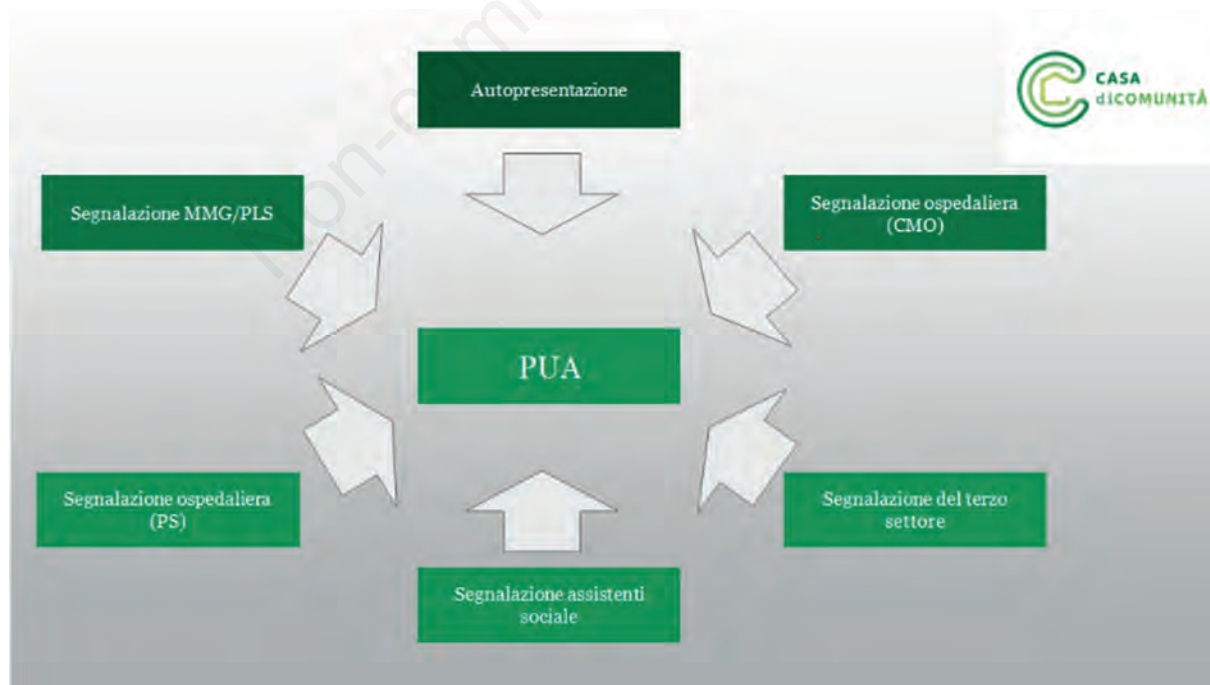 Autopresentazione
CASA
diCOMUNITÀ
Segnalazione MMG/PLS
Segnalazione ospedaliera
(CMO)
PUA
Segnalazione ospedaliera
(PS)
Segnalazione del terzo
settore
Segnalazione assistenti
sociale